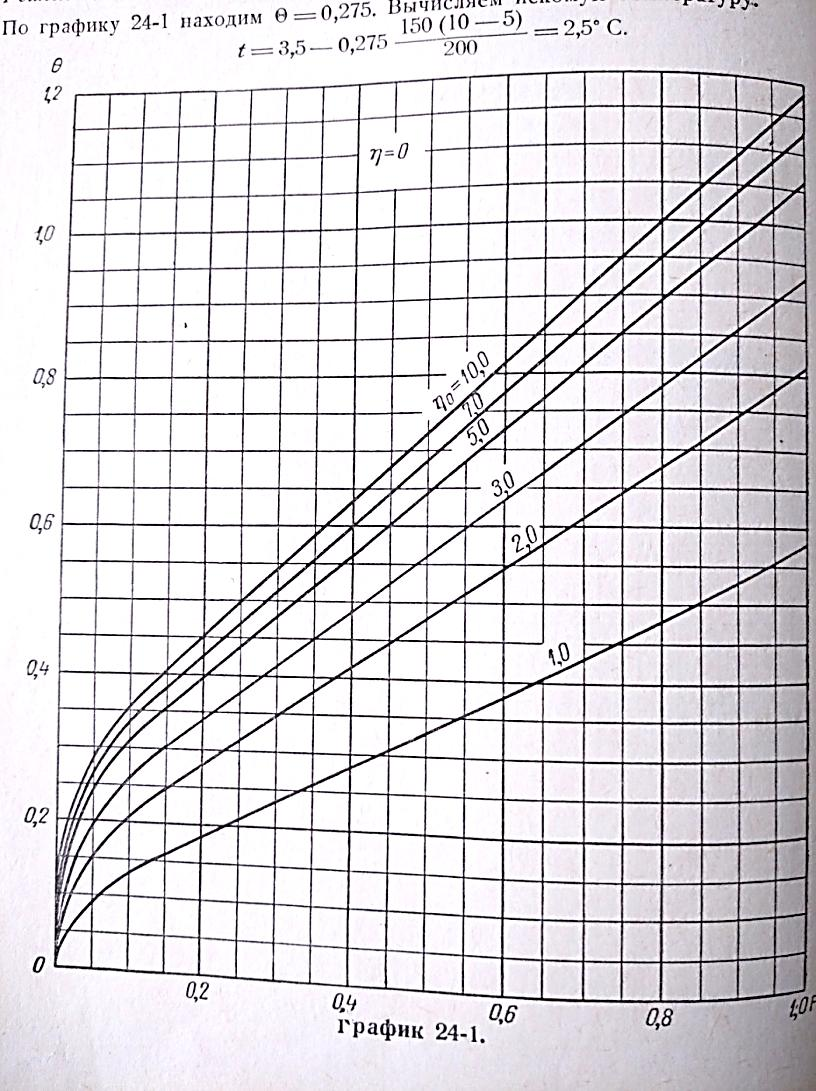 По графику 24-1 находим Θ = 0,275. Вычисляем
t = 3,5 — 0,275 150 (10 — 5) / 200 = 2,5° C.
θ
1,2
η=0
1,0
0,8
η₀=10,0
7,0
5,0
3,0
0,6
2,0
1,0
0,4
0,2
0
0,2
0,4
0,6
0,8
1,0 F
График 24-1.